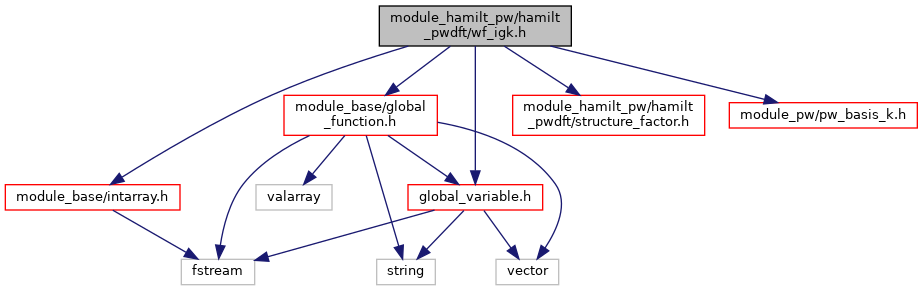 module_hamilt_pw/hamilt
_pwdft/wf_igk.h
module_base/global
_function.h
module_hamilt_pw/hamilt
_pwdft/structure_factor.h
module_pw/pw_basis_k.h
module_base/intarray.h
valarray
global_variable.h
fstream
string
vector